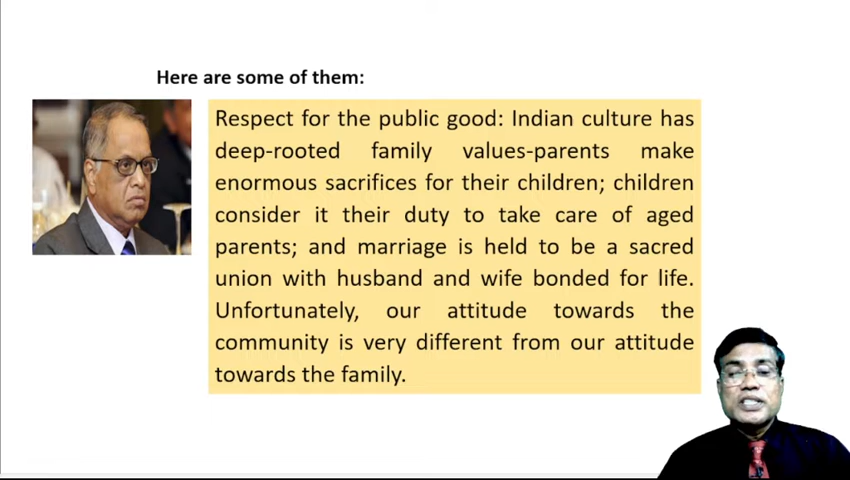 Here are some of them:
Respect for the public good: Indian culture has
deep-rooted family values-parents make
enormous sacrifices for their children; children
consider it their duty to take care of aged
parents; and marriage is held to be a sacred
union with husband and wife bonded for life.
Unfortunately, our attitude towards the
community is very different from our attitude
towards the family.